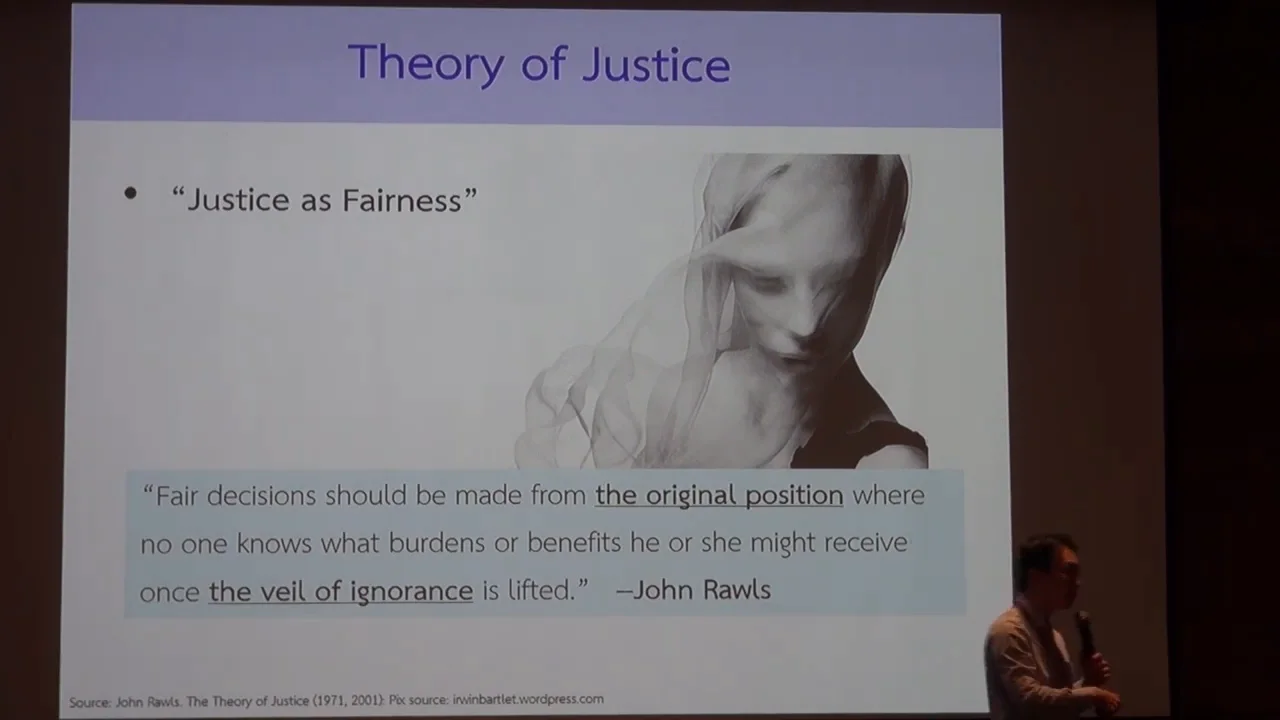 Theory of Justice
• “Justice as Fairness”
“Fair decisions should be made from the original position where
no one knows what burdens or benefits he or she might receive
once the veil of ignorance is lifted.” –John Rawls
Source: John Rawls. The Theory of Justice (1971, 2001): Pix source: irwinbartlet.wordpress.com